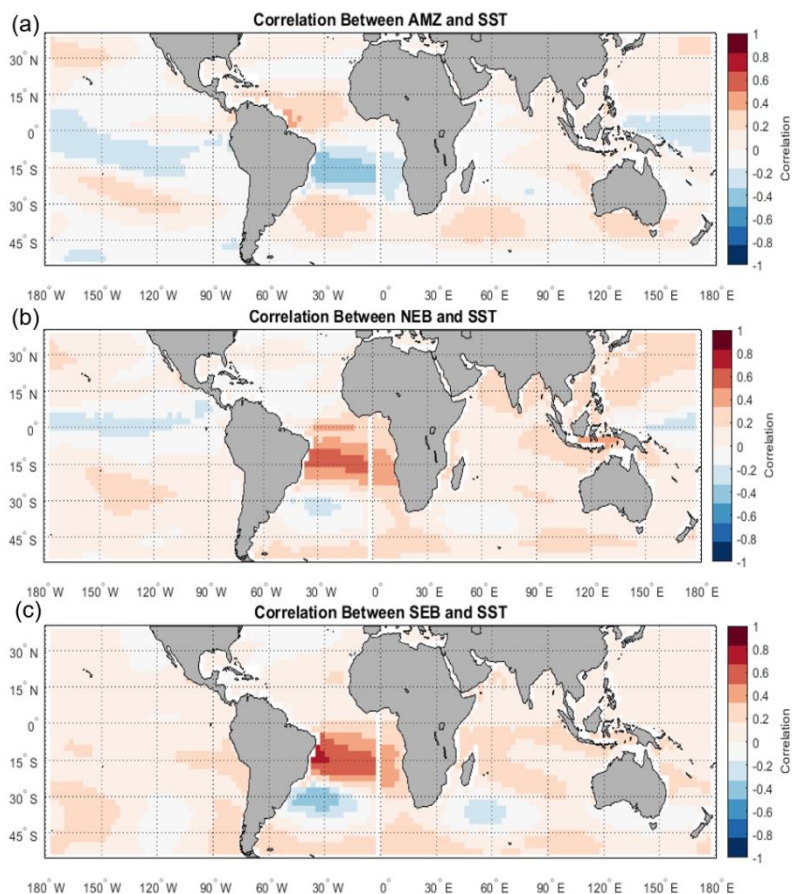 (a)
Correlation Between AMZ and SST
30° N
15° N
0°
15° S
30° S
45° S
180° W 150° W 120° W 90° W 60° W 30° W 0° 30° E 60° E 90° E 120° E 150° E 180° E
1
0.8
0.6
0.4
0.2
0
-0.2
-0.4
-0.6
-0.8
-1
Correlation
(b)
Correlation Between NEB and SST
30° N
15° N
0°
15° S
30° S
45° S
180° W 150° W 120° W 90° W 60° W 30° W 0° 30° E 60° E 90° E 120° E 150° E 180° E
1
0.8
0.6
0.4
0.2
0
-0.2
-0.4
-0.6
-0.8
-1
Correlation
(c)
Correlation Between SEB and SST
30° N
15° N
0°
15° S
30° S
45° S
180° W 150° W 120° W 90° W 60° W 30° W 0° 30° E 60° E 90° E 120° E 150° E 180° E
1
0.8
0.6
0.4
0.2
0
-0.2
-0.4
-0.6
-0.8
-1
Correlation